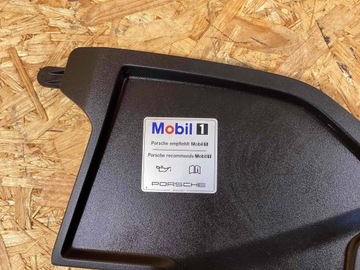 Mobil 1
Porsche empfiehlt Mobil 1
Porsche recommends Mobil 1
PORSCHE